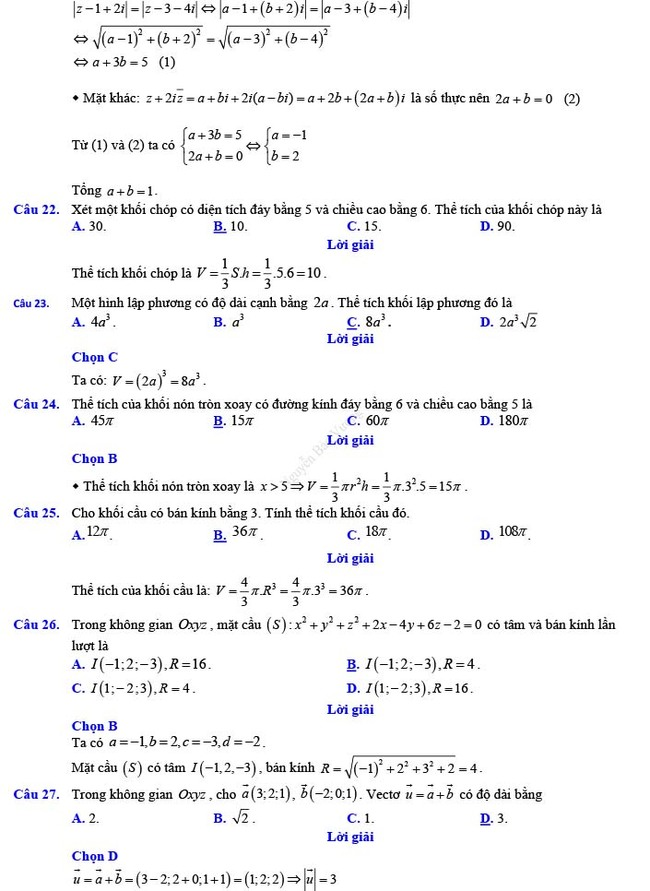 |z−1+2i| = |z−3−4i| ⇔ |a−1+(b+2)i| = |a−3+(b−4)i|
⇔ √((a−1)² + (b+2)²) = √((a−3)² + (b−4)²)
⇔ a+3b = 5 (1)
♦ Mặt khác: z + 2i z̄ = a + bi + 2i(a−bi) = a + 2b + (2a+b)i là số thực nên 2a+b = 0 (2)
Từ (1) và (2) ta có {a+3b = 5; 2a+b = 0 ⇔ {a = −1; b = 2
Tổng a+b = 1.
Câu 22. Xét một khối chóp có diện tích đáy bằng 5 và chiều cao bằng 6. Thể tích của khối chóp này là
A. 30. B. 10. C. 15. D. 90.
Lời giải
Thể tích khối chóp là V = 1/3 S.h = 1/3 .5.6 = 10.
Câu 23. Một hình lập phương có độ dài cạnh bằng 2a. Thể tích khối lập phương đó là
A. 4a³. B. a³ C. 8a³. D. 2a³√2
Lời giải
Chọn C
Ta có: V = (2a)³ = 8a³.
Câu 24. Thể tích của khối nón tròn xoay có đường kính đáy bằng 6 và chiều cao bằng 5 là
A. 45π B. 15π C. 60π D. 180π
Lời giải
Chọn B
♦ Thể tích khối nón tròn xoay là x > 5 ⇒ V = 1/3 πr²h = 1/3 π.3².5 = 15π.
Câu 25. Cho khối cầu có bán kính bằng 3. Tính thể tích khối cầu đó.
A. 12π. B. 36π. C. 18π. D. 108π.
Lời giải
Thể tích của khối cầu là: V = 4/3 π.R³ = 4/3 π.3³ = 36π.
Câu 26. Trong không gian Oxyz, mặt cầu (S): x² + y² + z² + 2x − 4y + 6z − 2 = 0 có tâm và bán kính lần
lượt là
A. I(−1;2;−3), R = 16. B. I(−1;2;−3), R = 4.
C. I(1;−2;3), R = 4. D. I(1;−2;3), R = 16.
Lời giải
Chọn B
Ta có a = −1, b = 2, c = −3, d = −2.
Mặt cầu (S) có tâm I(−1,2,−3), bán kính R = √((−1)² + 2² + 3² + 2) = 4.
Câu 27. Trong không gian Oxyz, cho a⃗(3;2;1), b⃗(−2;0;1). Vectơ u⃗ = a⃗ + b⃗ có độ dài bằng
A. 2. B. √2. C. 1. D. 3.
Lời giải
Chọn D
u⃗ = a⃗ + b⃗ = (3−2;2+0;1+1) = (1;2;2) ⇒ |u⃗| = 3